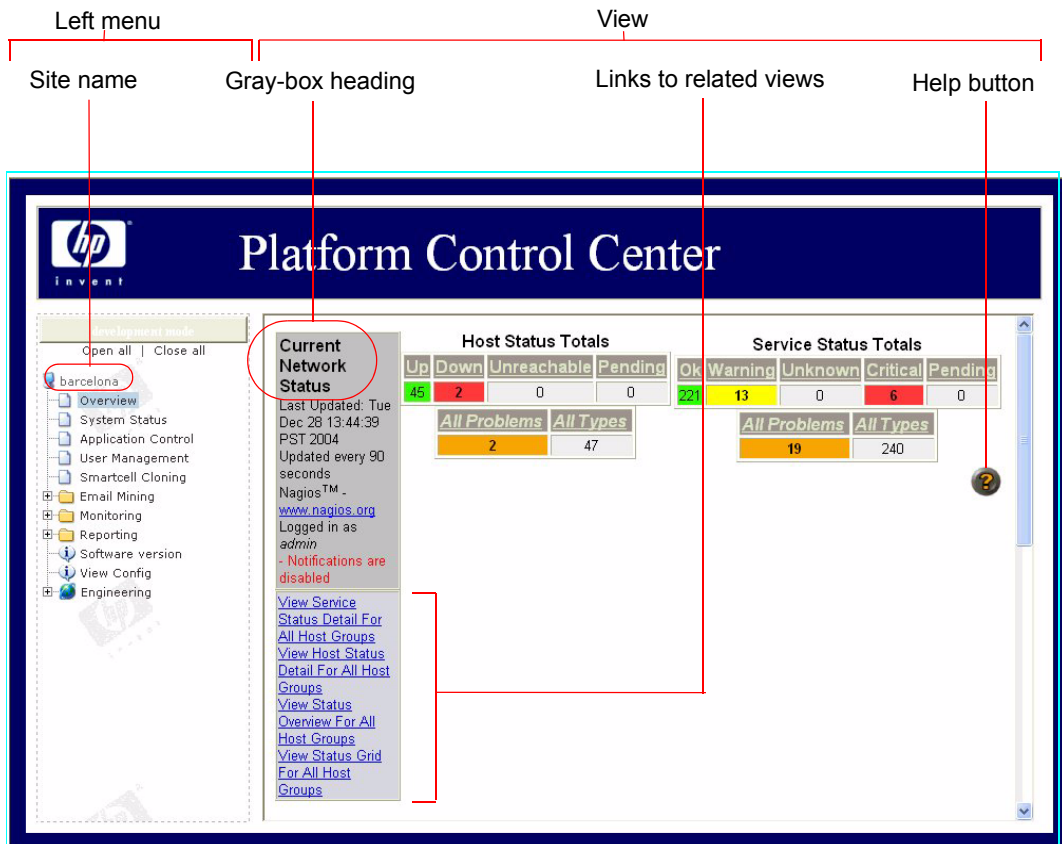 Left menu
View
Site name
Gray-box heading
Links to related views
Help button
hp
invent
Platform Control Center
development mode
Open all | Close all
barcelona
Overview
System Status
Application Control
User Management
Smartcell Cloning
Email Mining
Monitoring
Reporting
Software version
View Config
Engineering
Current
Network
Status
Last Updated: Tue
Dec 28 13:44:39
PST 2004
Updated every 90
seconds
Nagios™ -
www.nagios.org
Logged in as
admin
- Notifications are
disabled
View Service
Status Detail For
All Host Groups
View Host Status
Detail For All Host
Groups
View Status
Overview For All
Host Groups
View Status Grid
For All Host
Groups
Host Status Totals
Up Down Unreachable Pending
45 2 0 0
All Problems All Types
2 47
Service Status Totals
Ok Warning Unknown Critical Pending
221 13 0 6 0
All Problems All Types
19 240
?